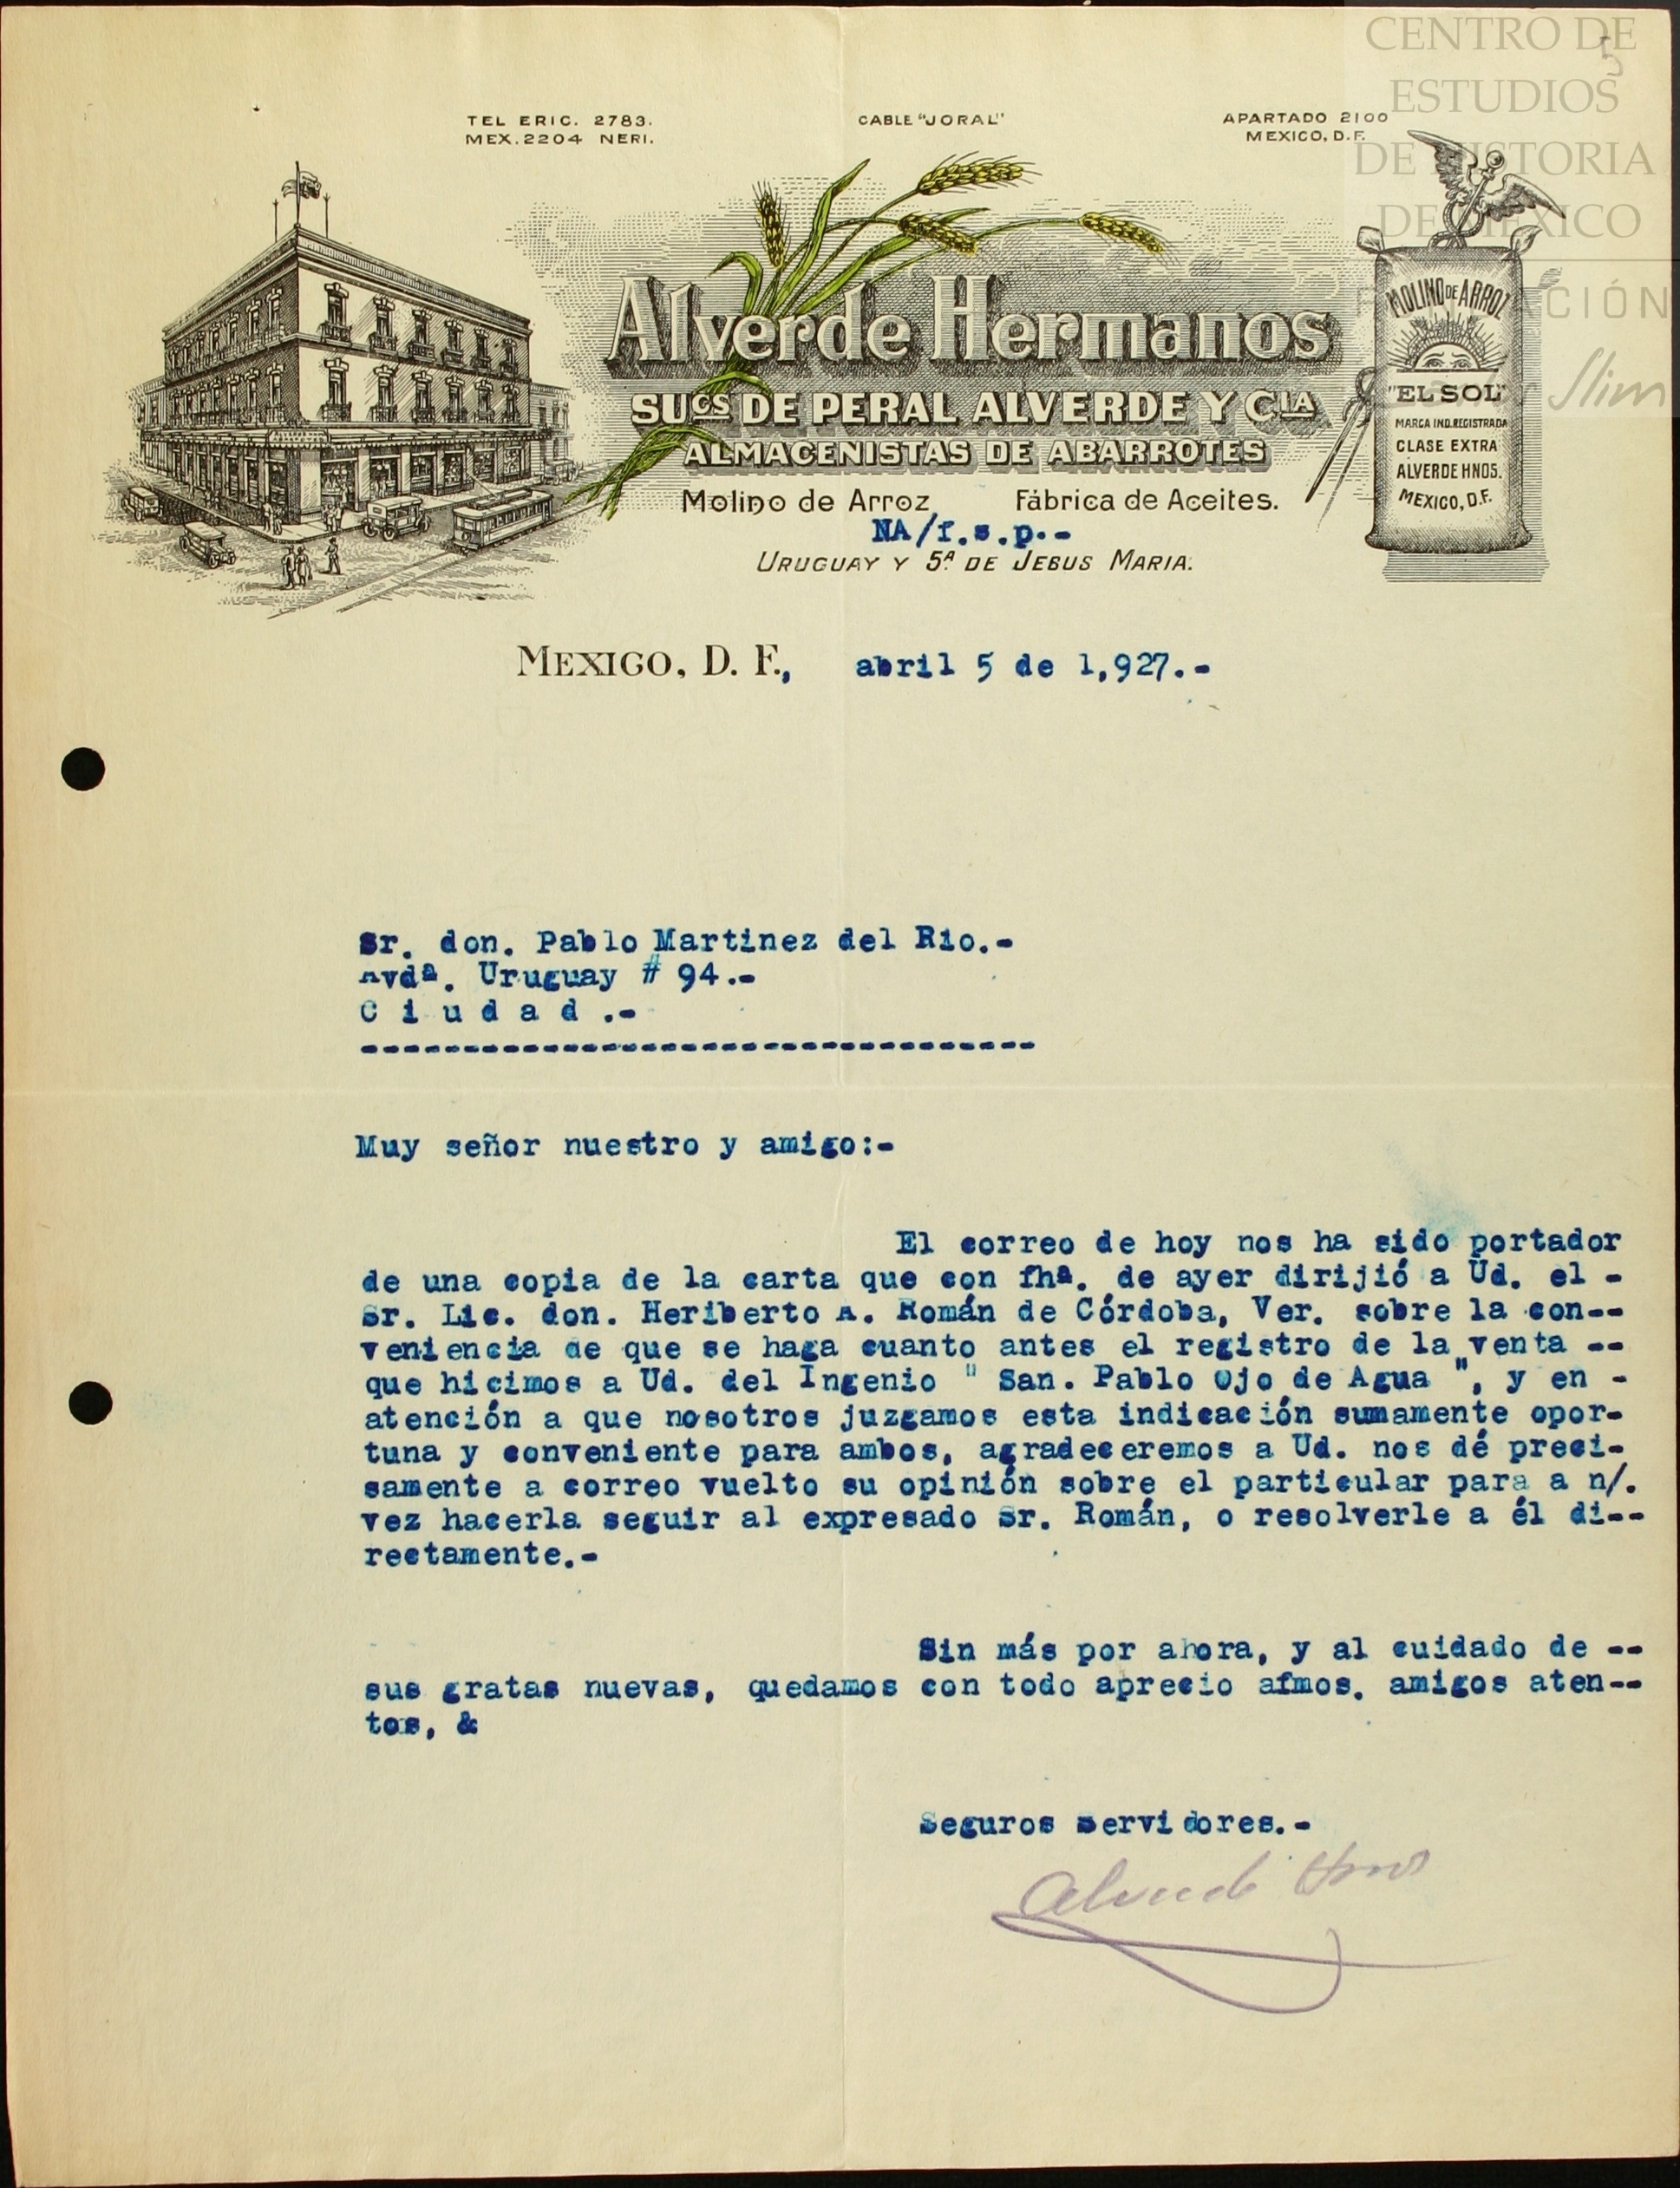 CENTRO DE
ESTUDIOS
DE HISTORIA
DE MÉXICO
CIÓN
Slim
5
TEL ERIC. 2783.
MEX. 2204 NERI.
CABLE "JORAL"
APARTADO 2100
MEXICO, D.F.
Alverde Hermanos
SUCS DE PERAL ALVERDE Y CIA
ALMACENISTAS DE ABARROTES
Molino de Arroz Fábrica de Aceites.
NA/f.s.p.-
URUGUAY Y 5ª DE JESUS MARIA.
MOLINO DE ARROZ
"EL SOL"
MARCA IND. REGISTRADA
CLASE EXTRA
ALVERDE HNOS.
MEXICO, D.F.
MEXICO, D. F., abril 5 de 1,927.-
Sr. don. Pablo Martinez del Rio.-
Avdª. Uruguay # 94.-
C i u d a d .-
----------------------------------
Muy señor nuestro y amigo:-
El correo de hoy nos ha sido portador
de una copia de la carta que con fhª. de ayer dirijió a Ud. el -
Sr. Lic. don. Heriberto A. Román de Córdoba, Ver. sobre la con--
veniencia de que se haga cuanto antes el registro de la venta --
que hicimos a Ud. del Ingenio " San. Pablo Ojo de Agua ", y en -
atención a que nosotros juzgamos esta indicación sumamente opor-
tuna y conveniente para ambos, agradeceremos a Ud. nos dé preci-
samente a correo vuelto su opinión sobre el particular para a n/.
vez hacerla seguir al expresado Sr. Román, o resolverle a él di--
rectamente.-
Sin más por ahora, y al cuidado de --
sus gratas nuevas, quedamos con todo aprecio afmos. amigos aten--
tos, &
Seguros servidores.-
Alverde Hnos